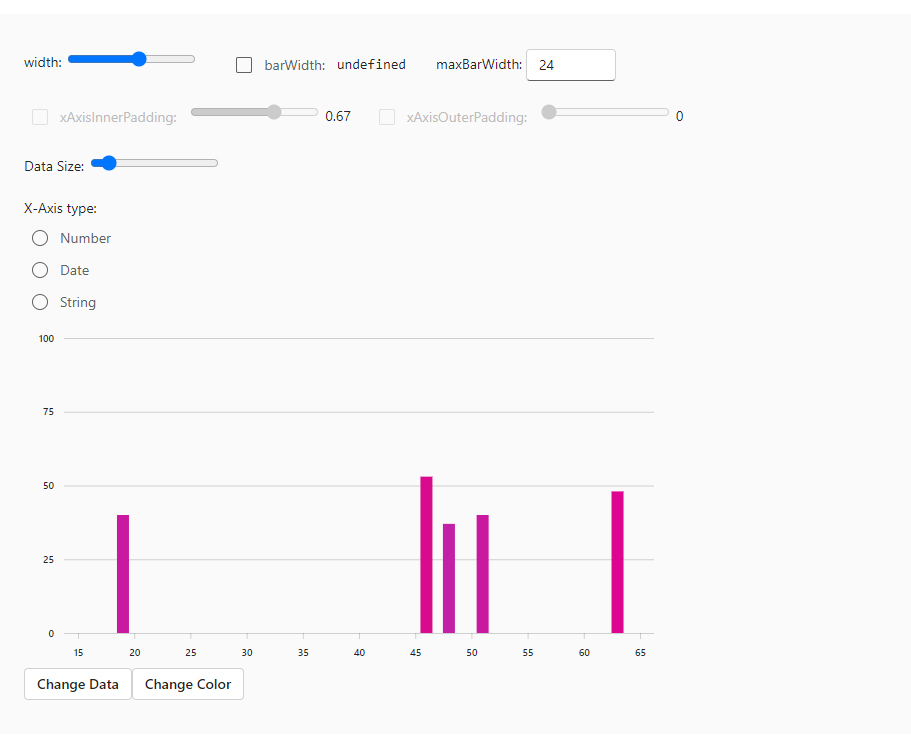 width: barWidth: undefined maxBarWidth: 24
xAxisInnerPadding: 0.67 xAxisOuterPadding: 0
Data Size:
X-Axis type:
Number
Date
String
100
75
50
25
0
15 20 25 30 35 40 45 50 55 60 65
Change Data Change Color